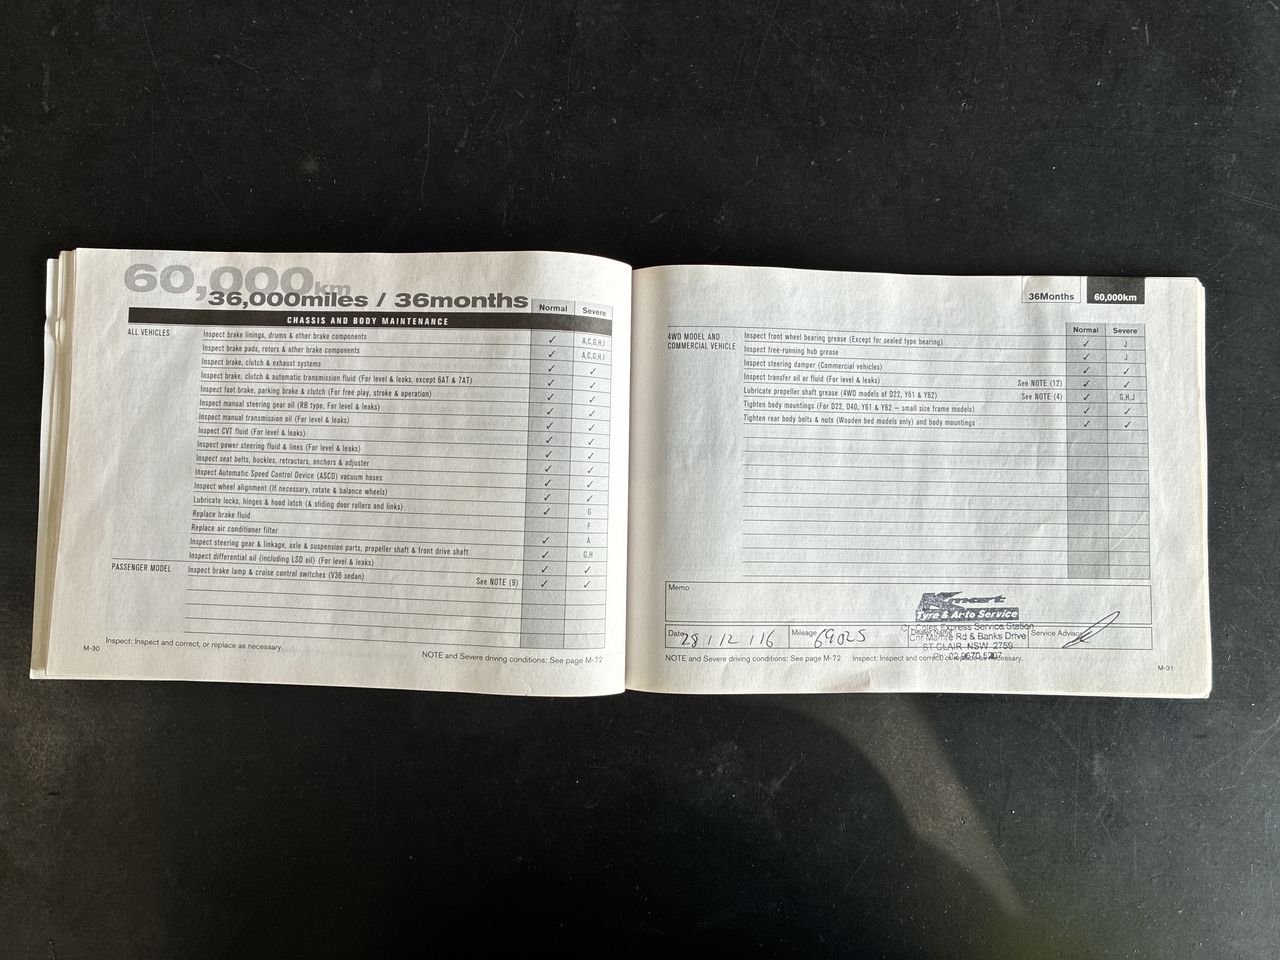 60,000km
36,000miles / 36months
Normal Severe
CHASSIS AND BODY MAINTENANCE
ALL VEHICLES
Inspect brake linings, drums & other brake components ✓ A,C,G,H,J
Inspect brake pads, rotors & other brake components ✓ A,C,G,H,J
Inspect brake, clutch & exhaust systems ✓ ✓
Inspect brake, clutch & automatic transmission fluid (For level & leaks, except 6AT & 7AT) ✓ ✓
Inspect foot brake, parking brake & clutch (For free play, stroke & operation) ✓ ✓
Inspect manual steering gear oil (RB type, For level & leaks) ✓ ✓
Inspect manual transmission oil (For level & leaks) ✓ ✓
Inspect CVT fluid (For level & leaks) ✓ ✓
Inspect power steering fluid & lines (For level & leaks) ✓ ✓
Inspect seat belts, buckles, retractors, anchors & adjuster ✓ ✓
Inspect Automatic Speed Control Device (ASCD) vacuum hoses ✓ ✓
Inspect wheel alignment (If necessary, rotate & balance wheels) ✓ ✓
Lubricate locks, hinges & hood latch (& sliding door rollers and links) ✓ ✓
Replace brake fluid ✓ G
Replace air conditioner filter F
Inspect steering gear & linkage, axle & suspension parts, propeller shaft & front drive shaft ✓ A
Inspect differential oil (including LSD oil) (For level & leaks) ✓ G,H
PASSENGER MODEL
Inspect brake lamp & cruise control switches (V36 sedan) ✓ ✓
See NOTE (9) ✓ ✓
Inspect: Inspect and correct, or replace as necessary.
M-30
NOTE and Severe driving conditions: See page M-72
36Months 60,000km
Normal Severe
4WD MODEL AND
COMMERCIAL VEHICLE
Inspect front wheel bearing grease (Except for sealed type bearing) ✓ J
Inspect free-running hub grease ✓ J
Inspect steering damper (Commercial vehicles) ✓ ✓
Inspect transfer oil or fluid (For level & leaks) See NOTE (12) ✓ ✓
Lubricate propeller shaft grease (4WD models of D22, Y61 & Y62) See NOTE (4) ✓ G,H,J
Tighten body mountings (For D22, D40, Y61 & Y62 – small size frame models) ✓ ✓
Tighten rear body bolts & nuts (Wooden bed models only) and body mountings ✓ ✓
Memo
Kmart
Tyre & Auto Service
Coles Express Service Station
Cnr Mamre Rd & Banks Drive
ST CLAIR NSW 2759
Date 28/12/16 Mileage 69025 Dealer Name Service Advisor
NOTE and Severe driving conditions: See page M-72 Inspect: Inspect and correct, or replace as necessary.
M-31